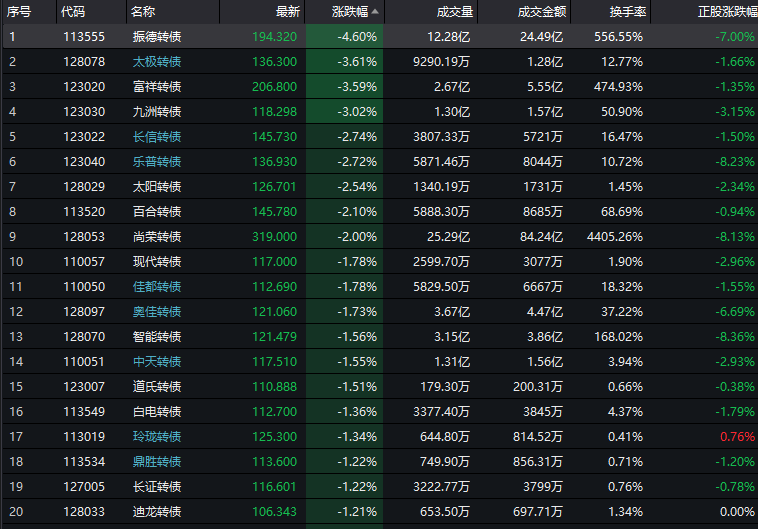 序号 代码 名称 最新 涨跌幅 成交量 成交金额 换手率 正股涨跌幅
1 113555 振德转债 194.320 -4.60% 12.28亿 24.49亿 556.55% -7.00%
2 128078 太极转债 136.300 -3.61% 9290.19万 1.28亿 12.77% -1.66%
3 123020 富祥转债 206.800 -3.59% 2.67亿 5.55亿 474.93% -1.35%
4 123030 九洲转债 118.298 -3.02% 1.30亿 1.57亿 50.90% -3.15%
5 123022 长信转债 145.730 -2.74% 3807.33万 5721万 16.47% -1.50%
6 123040 乐普转债 136.930 -2.72% 5871.46万 8044万 10.72% -8.23%
7 128029 太阳转债 126.701 -2.54% 1340.19万 1731万 1.45% -2.34%
8 113520 百合转债 145.780 -2.10% 5888.30万 8685万 68.69% -0.94%
9 128053 尚荣转债 319.000 -2.00% 25.29亿 84.24亿 4405.26% -8.13%
10 110057 现代转债 117.000 -1.78% 2599.70万 3077万 1.90% -2.96%
11 110050 佳都转债 112.690 -1.78% 5829.50万 6667万 18.32% -1.55%
12 128097 奥佳转债 121.060 -1.73% 3.67亿 4.47亿 37.22% -6.69%
13 128070 智能转债 121.479 -1.56% 3.15亿 3.86亿 168.02% -8.36%
14 110051 中天转债 117.510 -1.55% 1.31亿 1.56亿 3.94% -2.93%
15 123007 道氏转债 110.888 -1.51% 179.30万 200.31万 0.66% -0.38%
16 113549 白电转债 112.700 -1.36% 3377.40万 3845万 4.37% -1.79%
17 113019 玲珑转债 125.300 -1.34% 644.80万 814.52万 0.41% 0.76%
18 113534 鼎胜转债 113.600 -1.22% 749.90万 856.31万 0.71% -1.20%
19 127005 长证转债 116.601 -1.22% 3222.77万 3799万 0.76% -0.78%
20 128033 迪龙转债 106.343 -1.21% 653.50万 697.71万 1.34% 0.00%